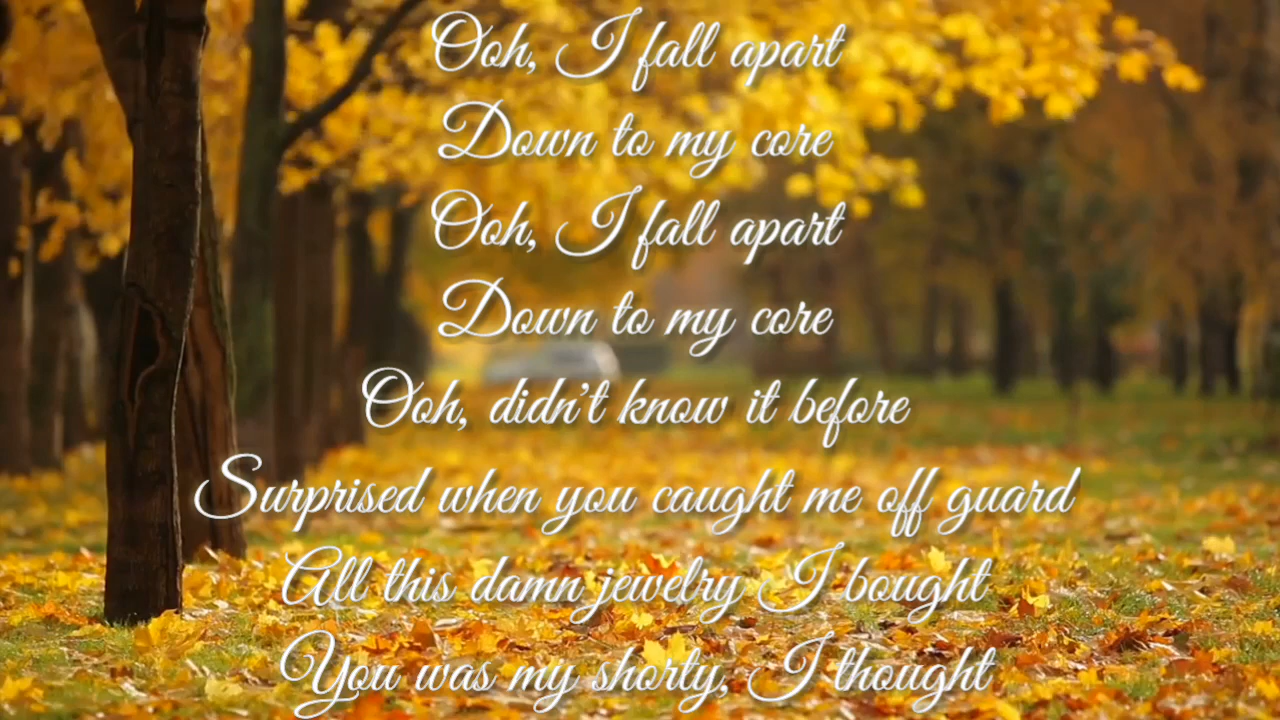 Ooh, I fall apart
Down to my core
Ooh, I fall apart
Down to my core
Ooh, didn't know it before
Surprised when you caught me off guard
All this damn jewelry I bought
You was my shorty, I thought